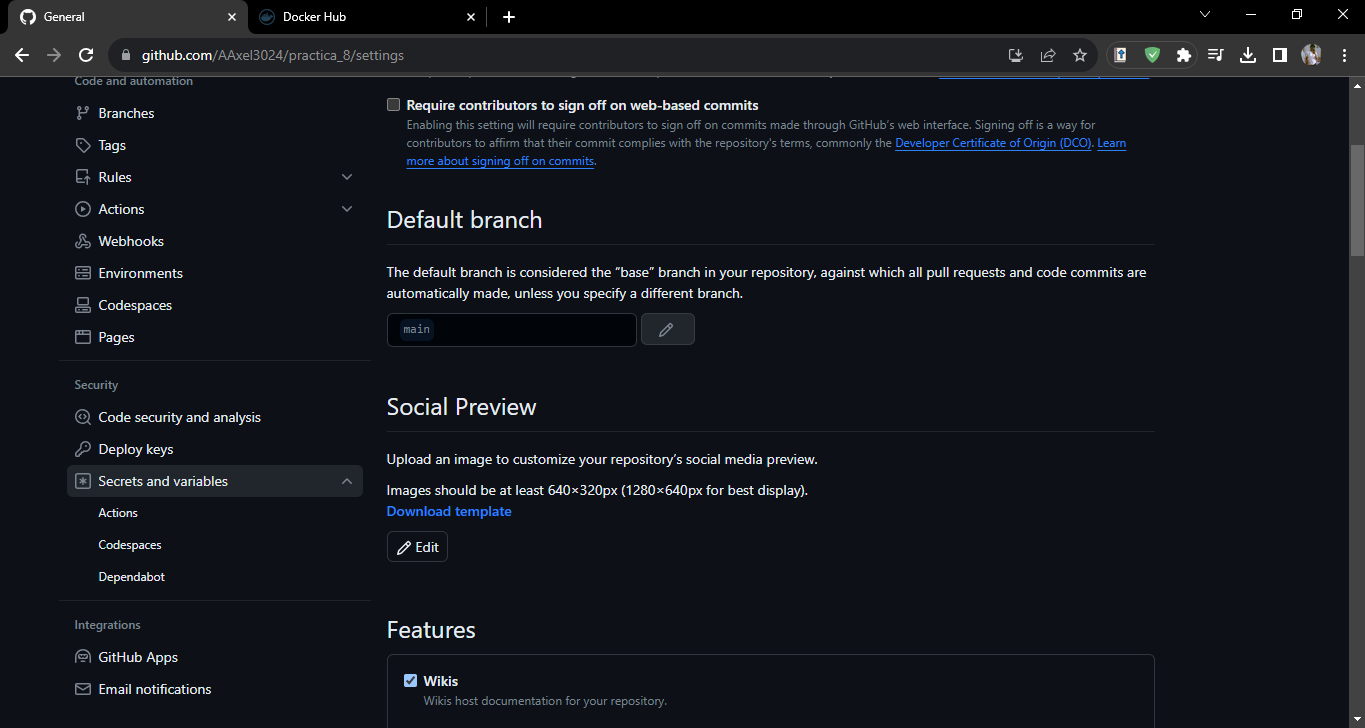 General
Docker Hub
github.com/AAxel3024/practica_8/settings
Code and automation
Branches
Tags
Rules
Actions
Webhooks
Environments
Codespaces
Pages
Security
Code security and analysis
Deploy keys
Secrets and variables
Actions
Codespaces
Dependabot
Integrations
GitHub Apps
Email notifications
Require contributors to sign off on web-based commits
Enabling this setting will require contributors to sign off on commits made through GitHub's web interface. Signing off is a way for
contributors to affirm that their commit complies with the repository's terms, commonly the Developer Certificate of Origin (DCO). Learn
more about signing off on commits.
Default branch
The default branch is considered the “base” branch in your repository, against which all pull requests and code commits are
automatically made, unless you specify a different branch.
main
Social Preview
Upload an image to customize your repository's social media preview.
Images should be at least 640×320px (1280×640px for best display).
Download template
Edit
Features
Wikis
Wikis host documentation for your repository.